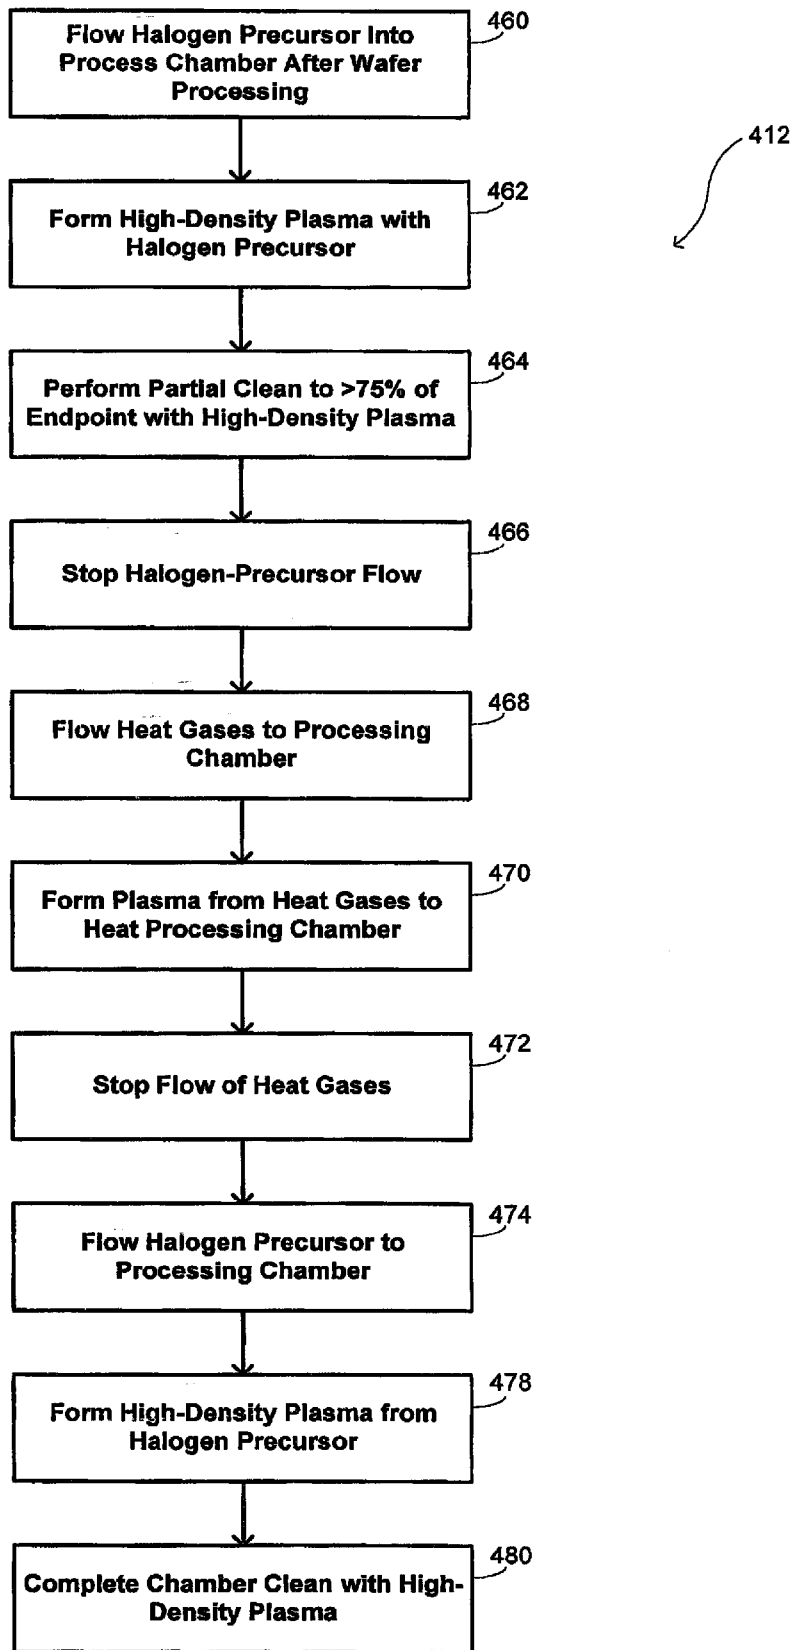 Flow Halogen Precursor Into
Process Chamber After Wafer
Processing
460
412
Form High-Density Plasma with
Halogen Precursor
462
Perform Partial Clean to >75% of
Endpoint with High-Density Plasma
464
Stop Halogen-Precursor Flow
466
Flow Heat Gases to Processing
Chamber
468
Form Plasma from Heat Gases to
Heat Processing Chamber
470
Stop Flow of Heat Gases
472
Flow Halogen Precursor to
Processing Chamber
474
Form High-Density Plasma from
Halogen Precursor
478
Complete Chamber Clean with High-
Density Plasma
480